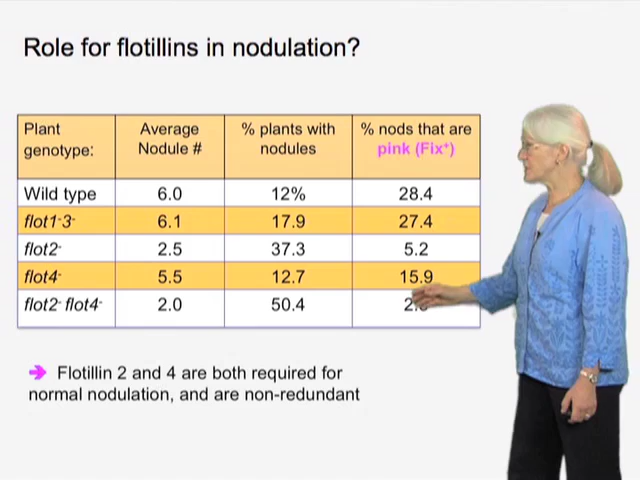 Role for flotillins in nodulation?
Plant genotype: Average Nodule # % plants with nodules % nods that are pink (Fix⁺)
Wild type 6.0 12% 28.4
flot1⁻3⁻ 6.1 17.9 27.4
flot2⁻ 2.5 37.3 5.2
flot4⁻ 5.5 12.7 15.9
flot2⁻ flot4⁻ 2.0 50.4
➔ Flotillin 2 and 4 are both required for
normal nodulation, and are non-redundant